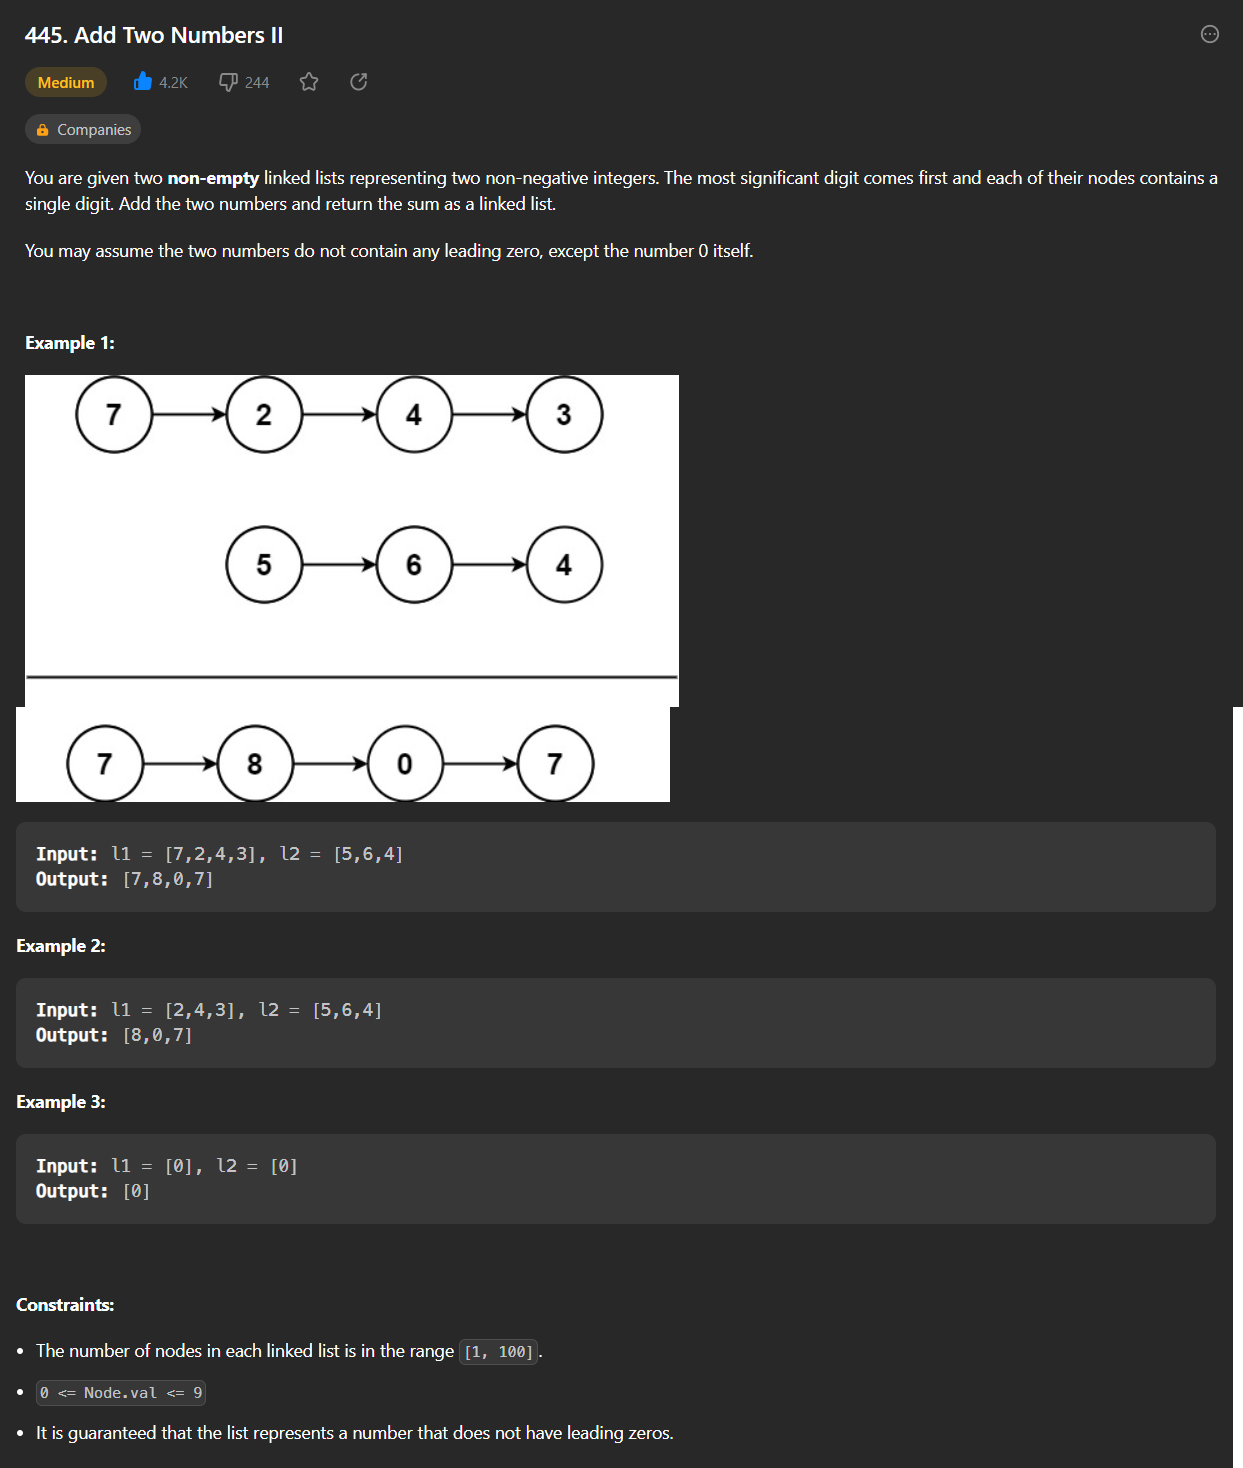 445. Add Two Numbers II
Medium 4.2K 244
Companies
You are given two non-empty linked lists representing two non-negative integers. The most significant digit comes first and each of their nodes contains a
single digit. Add the two numbers and return the sum as a linked list.
You may assume the two numbers do not contain any leading zero, except the number 0 itself.
Example 1:
7 2 4 3
5 6 4
7 8 0 7
Input: l1 = [7,2,4,3], l2 = [5,6,4]
Output: [7,8,0,7]
Example 2:
Input: l1 = [2,4,3], l2 = [5,6,4]
Output: [8,0,7]
Example 3:
Input: l1 = [0], l2 = [0]
Output: [0]
Constraints:
• The number of nodes in each linked list is in the range [1, 100].
• 0 <= Node.val <= 9
• It is guaranteed that the list represents a number that does not have leading zeros.